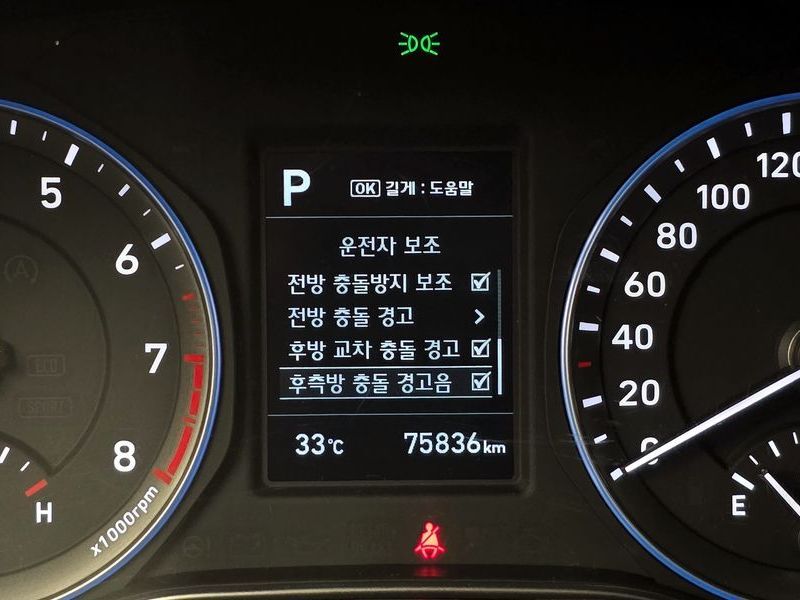 P OK 길게 : 도움말
운전자 보조
전방 충돌방지 보조
전방 충돌 경고
후방 교차 충돌 경고
후측방 충돌 경고음
33℃ 75836km
5
6
7
8
x1000rpm
H
120
100
80
60
40
20
0
E